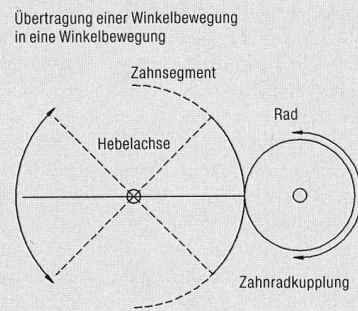 Übertragung einer Winkelbewegung
in eine Winkelbewegung
Zahnsegment
Rad
Hebelachse
Zahnradkupplung